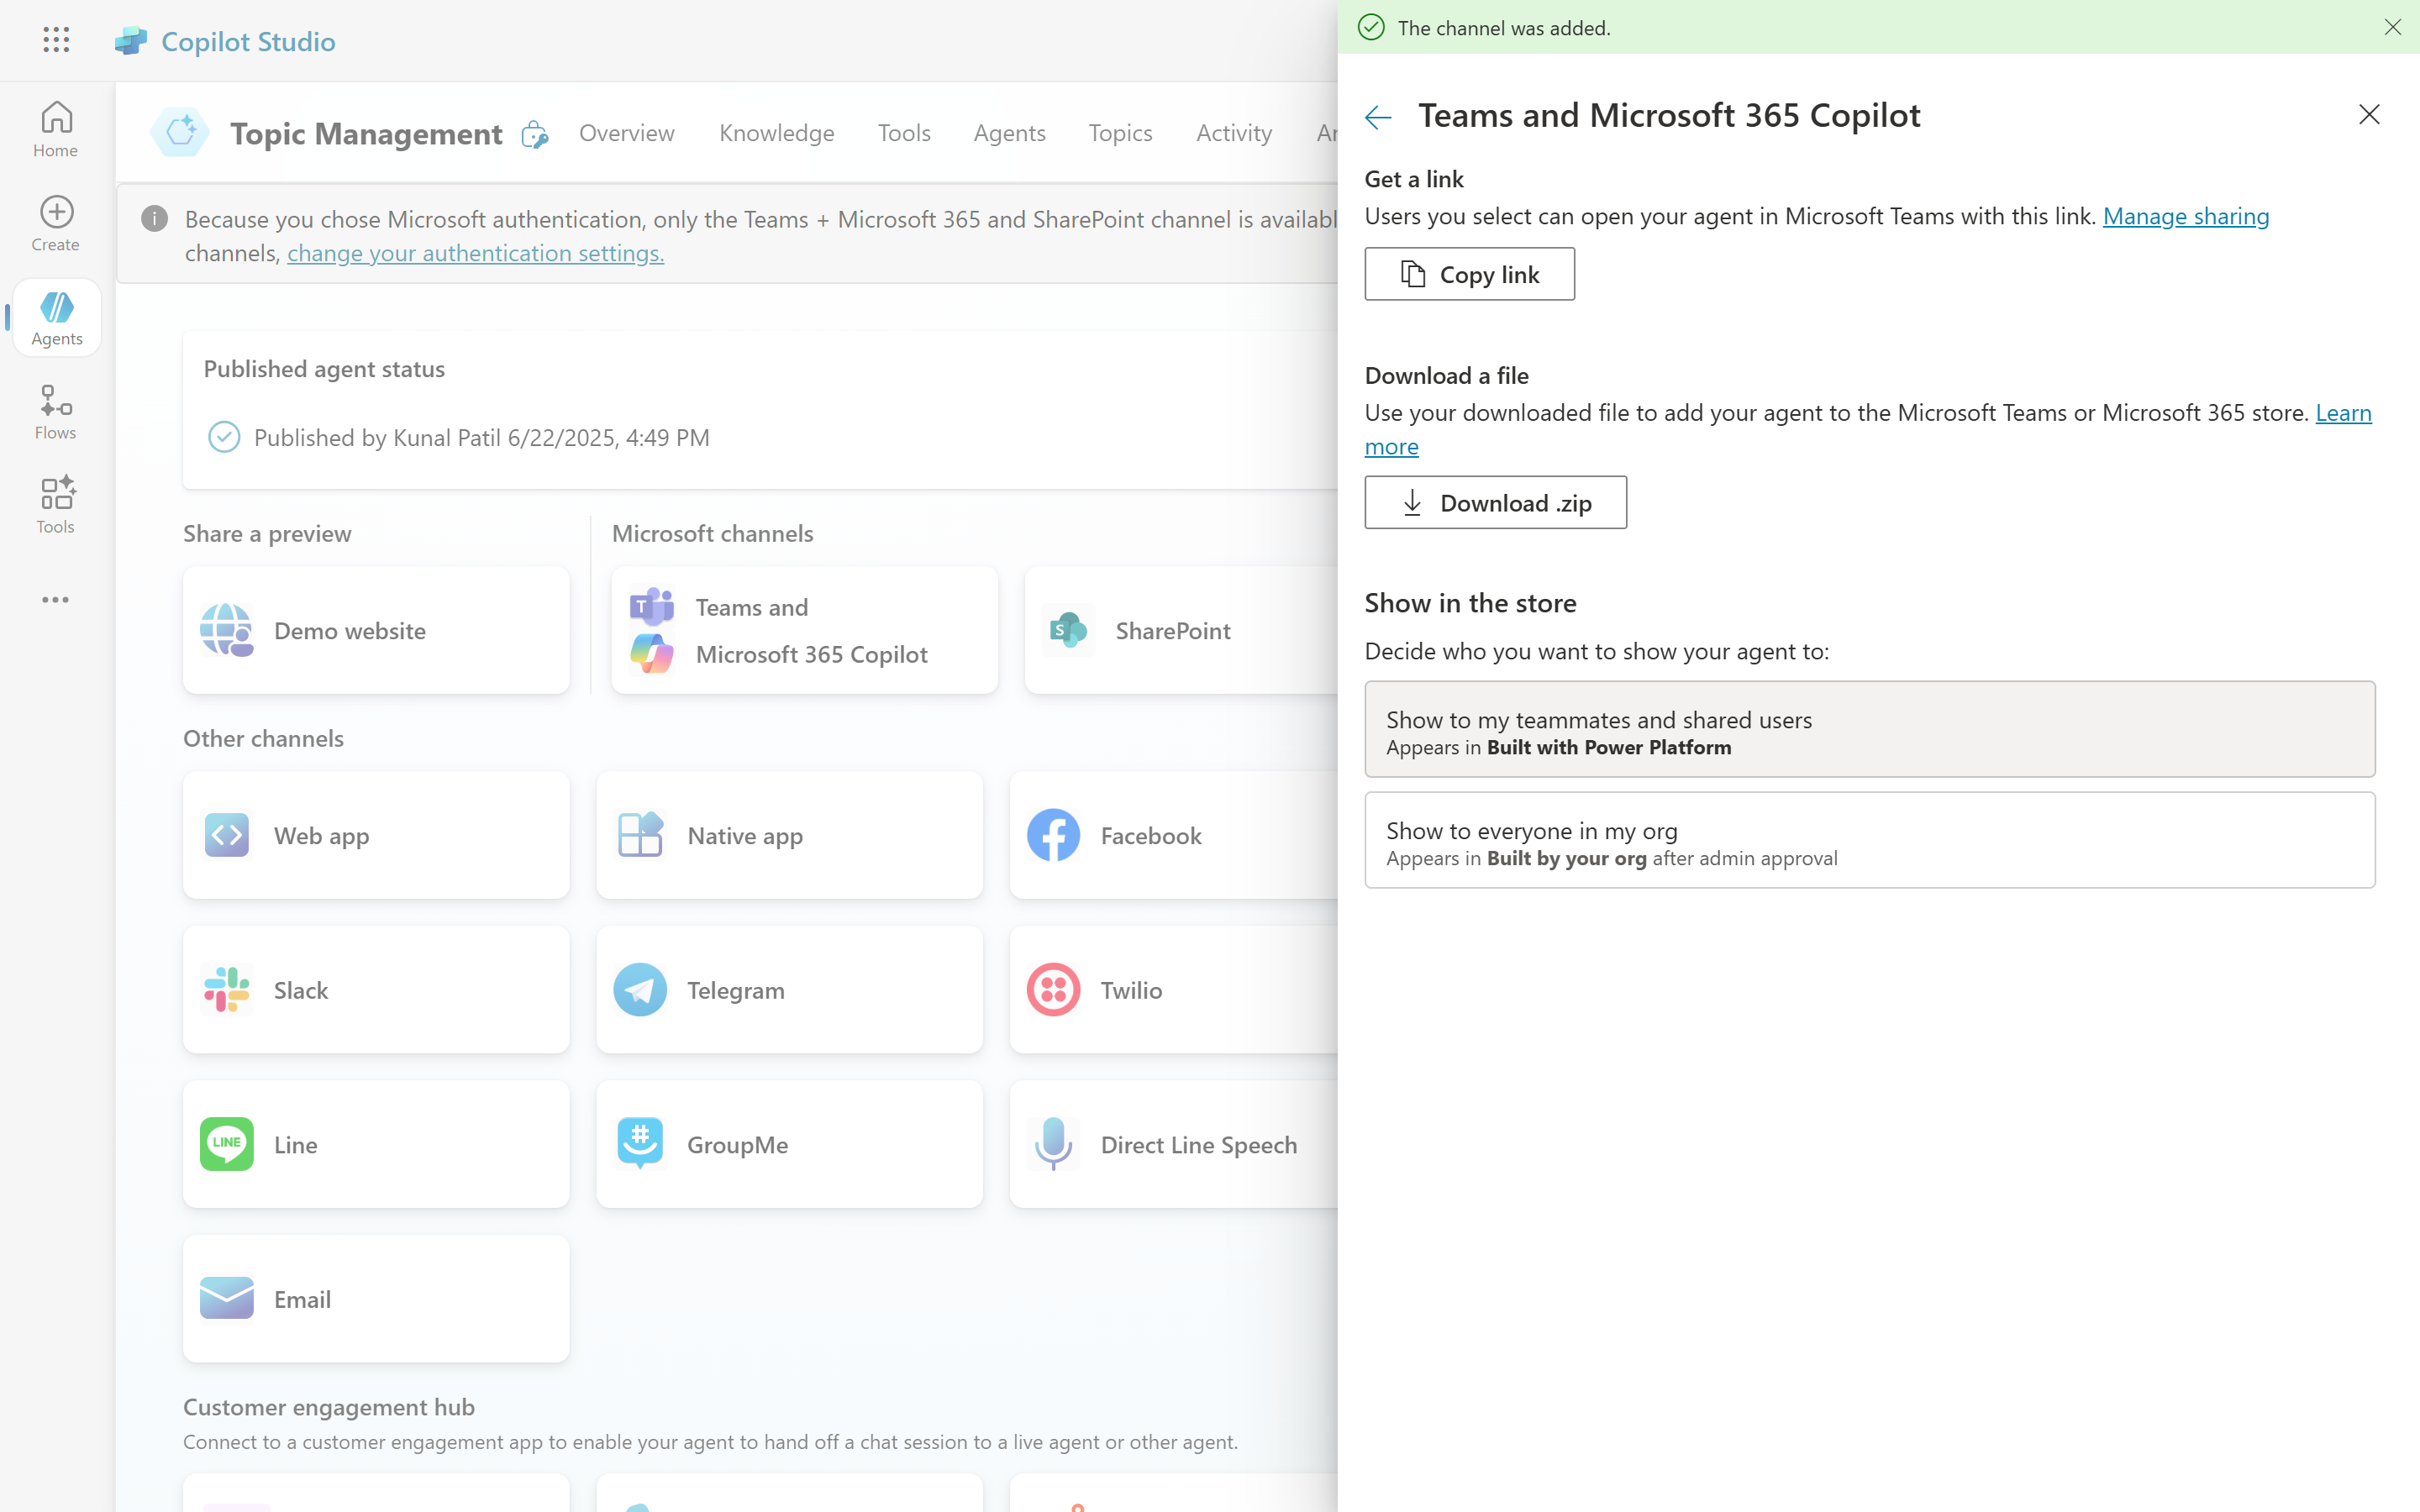 Copilot Studio
The channel was added.
Home
Create
Agents
Flows
Tools
Topic Management
Overview
Knowledge
Tools
Agents
Topics
Activity
Because you chose Microsoft authentication, only the Teams + Microsoft 365 and SharePoint channel is availabl
channels, change your authentication settings.
Published agent status
Published by Kunal Patil 6/22/2025, 4:49 PM
Share a preview
Microsoft channels
Demo website
Teams and
Microsoft 365 Copilot
SharePoint
Other channels
Web app
Native app
Facebook
Slack
Telegram
Twilio
LINE
Line
GroupMe
Direct Line Speech
Email
Customer engagement hub
Connect to a customer engagement app to enable your agent to hand off a chat session to a live agent or other agent.
Teams and Microsoft 365 Copilot
Get a link
Users you select can open your agent in Microsoft Teams with this link. Manage sharing
Copy link
Download a file
Use your downloaded file to add your agent to the Microsoft Teams or Microsoft 365 store. Learn
more
Download .zip
Show in the store
Decide who you want to show your agent to:
Show to my teammates and shared users
Appears in Built with Power Platform
Show to everyone in my org
Appears in Built by your org after admin approval